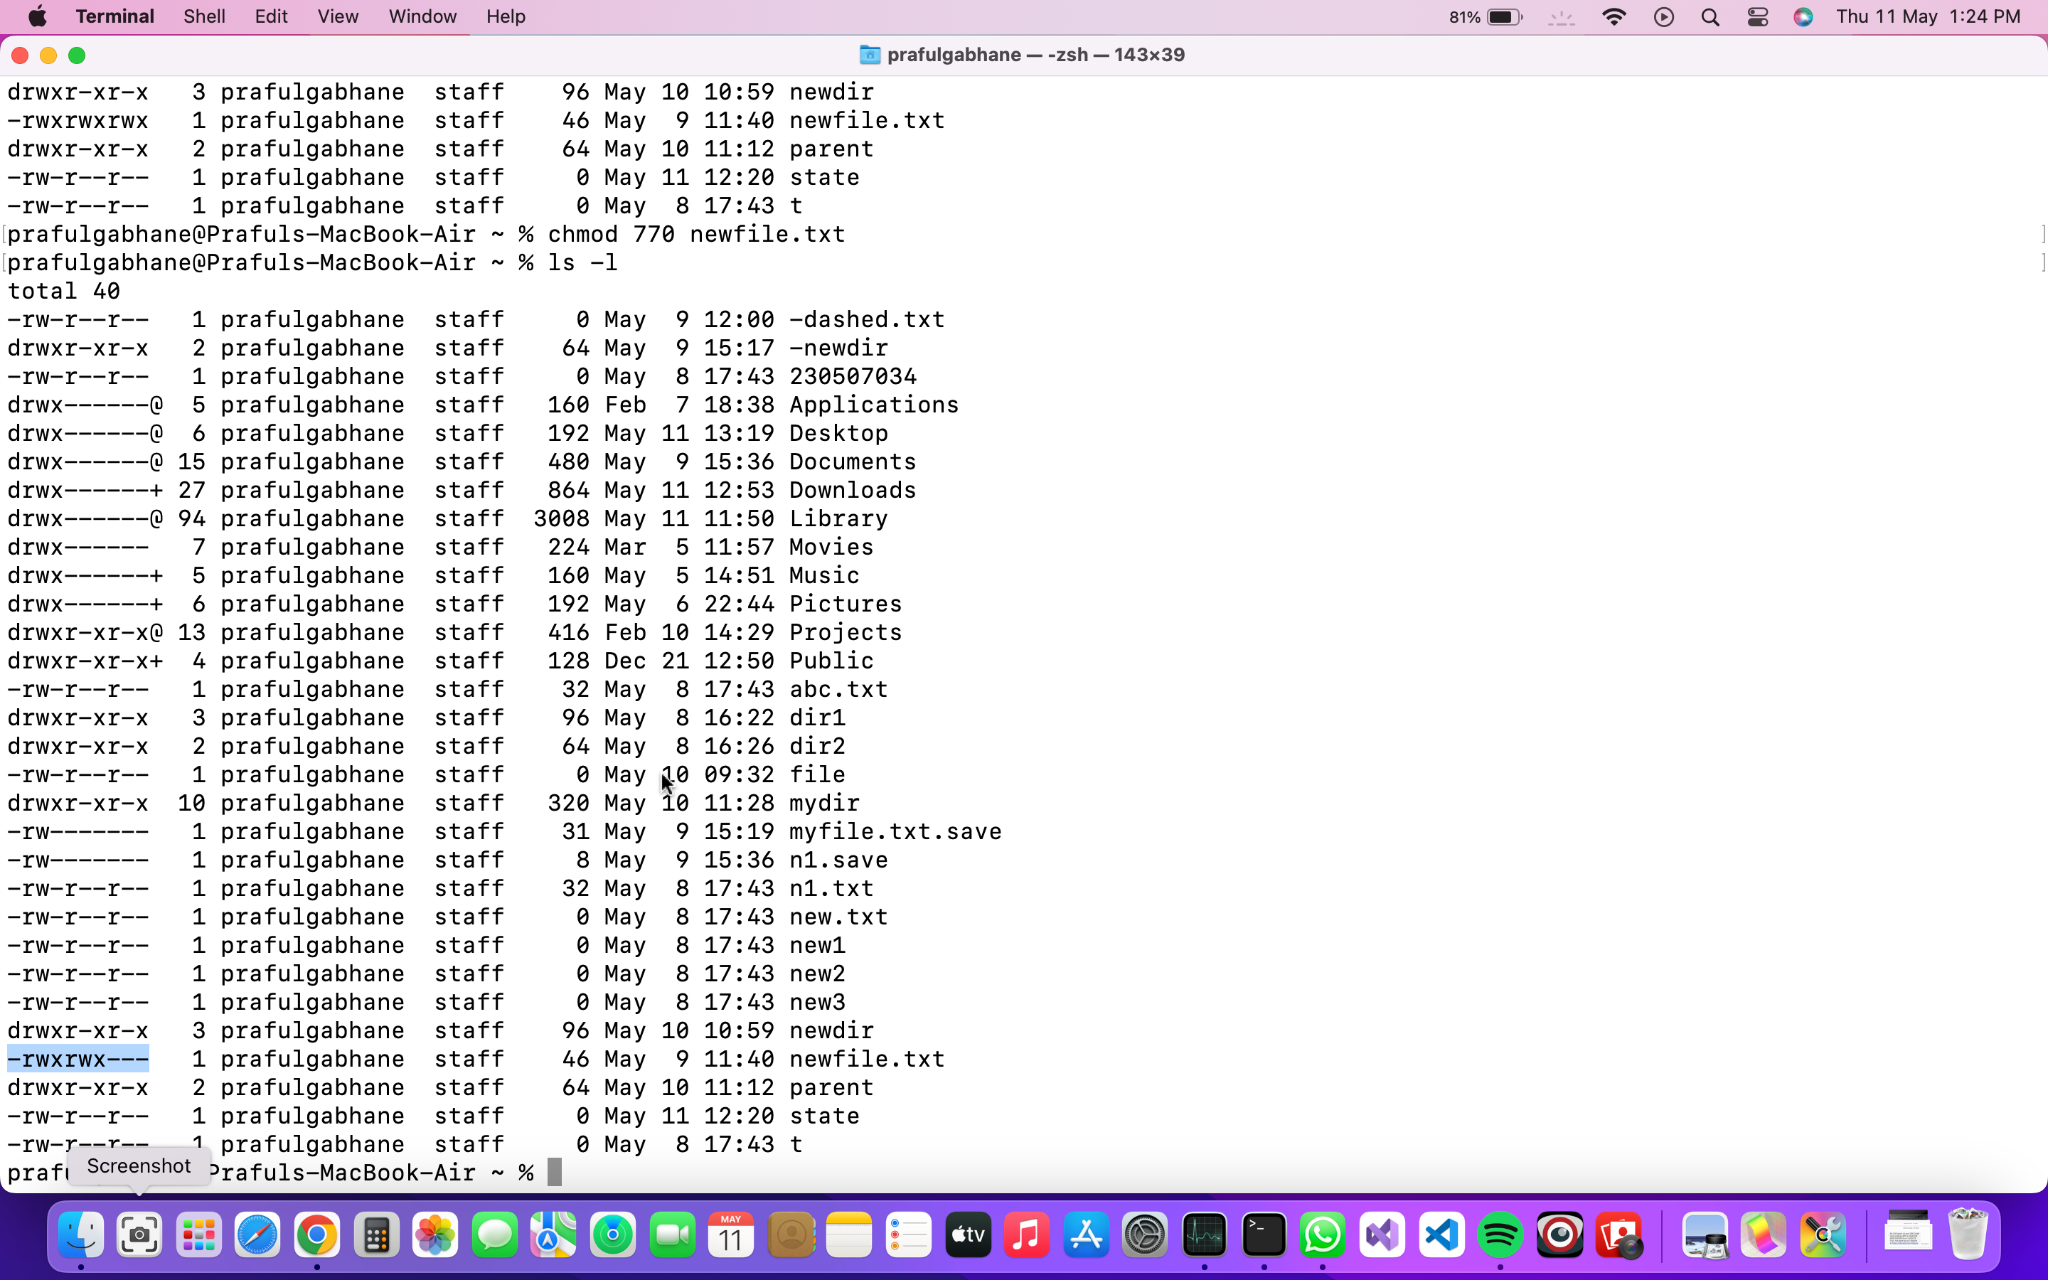 Terminal Shell Edit View Window Help 81% Thu 11 May 1:24 PM
prafulgabhane — -zsh — 143×39
drwxr-xr-x   3 prafulgabhane  staff    96 May 10 10:59 newdir
-rwxrwxrwx   1 prafulgabhane  staff    46 May  9 11:40 newfile.txt
drwxr-xr-x   2 prafulgabhane  staff    64 May 10 11:12 parent
-rw-r--r--   1 prafulgabhane  staff     0 May 11 12:20 state
-rw-r--r--   1 prafulgabhane  staff     0 May  8 17:43 t
[prafulgabhane@Prafuls-MacBook-Air ~ % chmod 770 newfile.txt ]
[prafulgabhane@Prafuls-MacBook-Air ~ % ls -l ]
total 40
-rw-r--r--   1 prafulgabhane  staff     0 May  9 12:00 -dashed.txt
drwxr-xr-x   2 prafulgabhane  staff    64 May  9 15:17 -newdir
-rw-r--r--   1 prafulgabhane  staff     0 May  8 17:43 230507034
drwx------@  5 prafulgabhane  staff   160 Feb  7 18:38 Applications
drwx------@  6 prafulgabhane  staff   192 May 11 13:19 Desktop
drwx------@ 15 prafulgabhane  staff   480 May  9 15:36 Documents
drwx------+ 27 prafulgabhane  staff   864 May 11 12:53 Downloads
drwx------@ 94 prafulgabhane  staff  3008 May 11 11:50 Library
drwx------   7 prafulgabhane  staff   224 Mar  5 11:57 Movies
drwx------+  5 prafulgabhane  staff   160 May  5 14:51 Music
drwx------+  6 prafulgabhane  staff   192 May  6 22:44 Pictures
drwxr-xr-x@ 13 prafulgabhane  staff   416 Feb 10 14:29 Projects
drwxr-xr-x+  4 prafulgabhane  staff   128 Dec 21 12:50 Public
-rw-r--r--   1 prafulgabhane  staff    32 May  8 17:43 abc.txt
drwxr-xr-x   3 prafulgabhane  staff    96 May  8 16:22 dir1
drwxr-xr-x   2 prafulgabhane  staff    64 May  8 16:26 dir2
-rw-r--r--   1 prafulgabhane  staff     0 May 10 09:32 file
drwxr-xr-x  10 prafulgabhane  staff   320 May 10 11:28 mydir
-rw-------   1 prafulgabhane  staff    31 May  9 15:19 myfile.txt.save
-rw-------   1 prafulgabhane  staff     8 May  9 15:36 n1.save
-rw-r--r--   1 prafulgabhane  staff    32 May  8 17:43 n1.txt
-rw-r--r--   1 prafulgabhane  staff     0 May  8 17:43 new.txt
-rw-r--r--   1 prafulgabhane  staff     0 May  8 17:43 new1
-rw-r--r--   1 prafulgabhane  staff     0 May  8 17:43 new2
-rw-r--r--   1 prafulgabhane  staff     0 May  8 17:43 new3
drwxr-xr-x   3 prafulgabhane  staff    96 May 10 10:59 newdir
-rwxrwx---   1 prafulgabhane  staff    46 May  9 11:40 newfile.txt
drwxr-xr-x   2 prafulgabhane  staff    64 May 10 11:12 parent
-rw-r--r--   1 prafulgabhane  staff     0 May 11 12:20 state
-rw-r--r--   1 prafulgabhane  staff     0 May  8 17:43 t
praf Prafuls-MacBook-Air ~ %
Screenshot
MAY
11
tv
>_